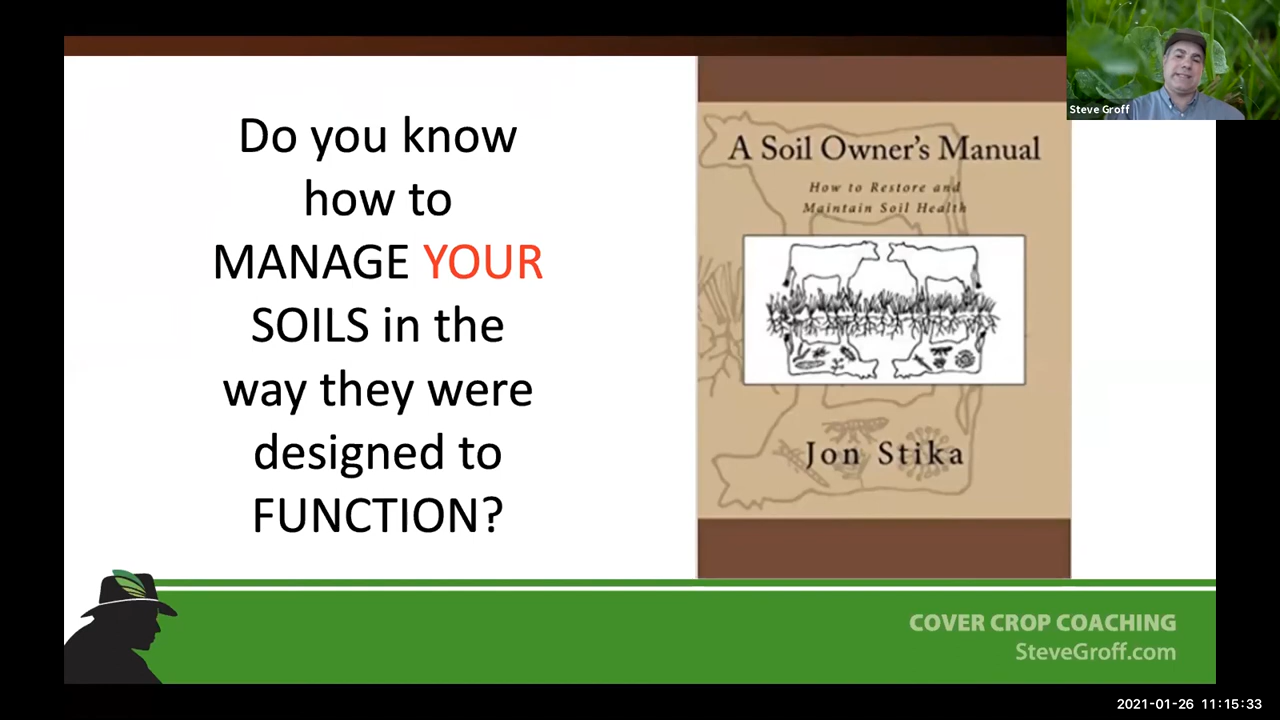 Do you know
how to
MANAGE YOUR
SOILS in the
way they were
designed to
FUNCTION?
A Soil Owner's Manual
How to Restore and
Maintain Soil Health
Jon Stika
Steve Groff
COVER CROP COACHING
SteveGroff.com
2021-01-26 11:15:33